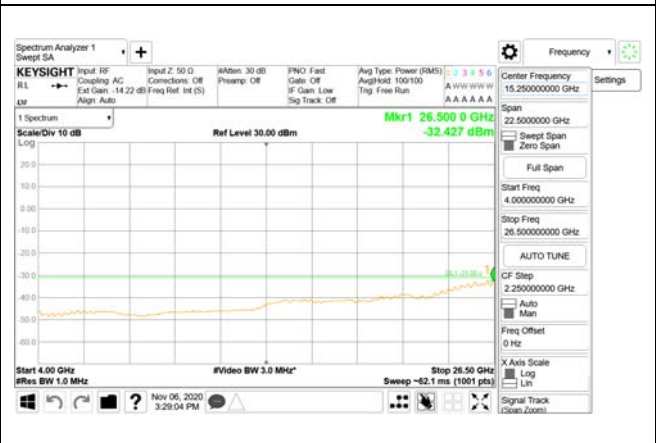 Spectrum Analyzer 1
Swept SA
+
Frequency
KEYSIGHT
RL
Input: RF
Coupling: AC
Ext Gain: -14.22 dB
Align: Auto
Input Z: 50 Ω
Corrections: Off
Freq Ref: Int (S)
#Atten: 30 dB
Preamp: Off
PNO: Fast
Gate: Off
IF Gain: Low
Sig Track: Off
Avg Type: Power (RMS)
Avg|Hold: 100/100
Trig: Free Run
1 2 3 4 5 6
A W W W W W
A A A A A A
Center Frequency
15.250000000 GHz
Settings
1 Spectrum
Scale/Div 10 dB
Log
Ref Level 30.00 dBm
Mkr1 26.500 0 GHz
-32.427 dBm
Span
22.5000000 GHz
Swept Span
Zero Span
Full Span
Start Freq
4.000000000 GHz
Stop Freq
26.500000000 GHz
AUTO TUNE
CF Step
2.250000000 GHz
Auto
Man
Freq Offset
0 Hz
X Axis Scale
Log
Lin
Signal Track
(Span Zoom)
20.0
10.0
0.00
-10.0
-20.0
-30.0
-40.0
-50.0
-60.0
1
Start 4.00 GHz
#Res BW 1.0 MHz
#Video BW 3.0 MHz*
Stop 26.50 GHz
Sweep ~62.1 ms (1001 pts)
?
Nov 06, 2020
3:29:04 PM